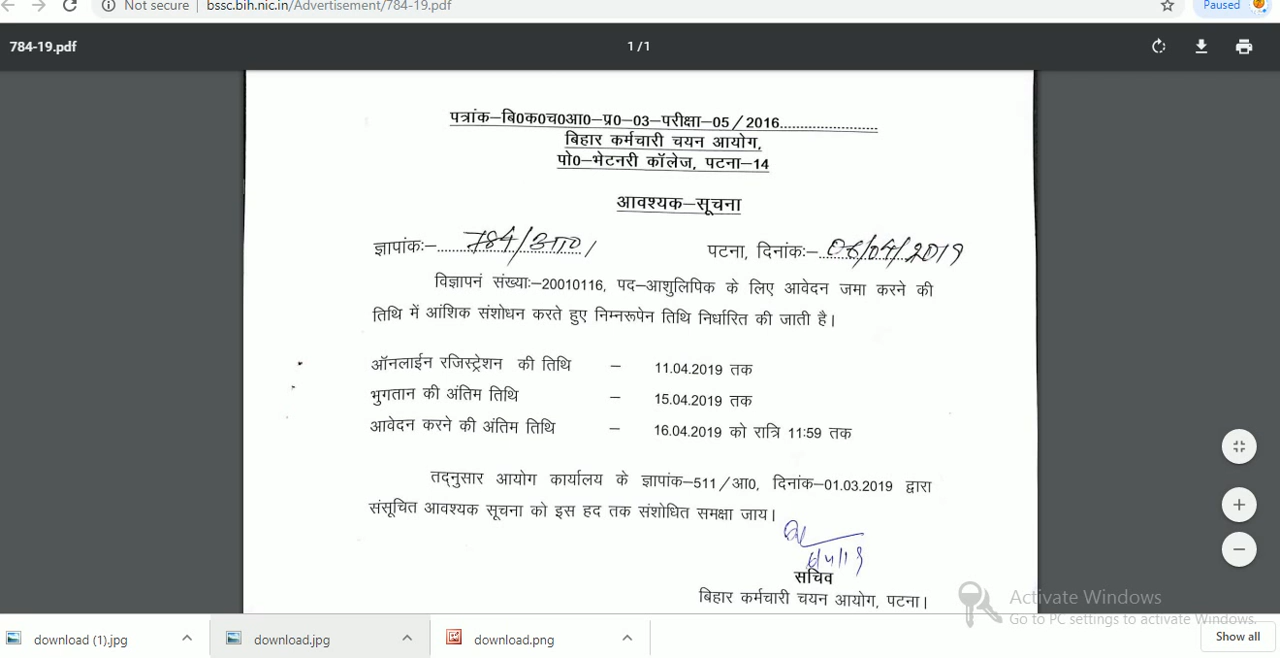 Not secure | bssc.bih.nic.in/Advertisement/784-19.pdf
Paused
784-19.pdf
1 / 1
पत्रांक–बि0क0च0आ0–प्र0–03–परीक्षा–05/2016......................
बिहार कर्मचारी चयन आयोग,
पो0–भेटनरी कॉलेज, पटना–14
आवश्यक–सूचना
ज्ञापांकः–784/आ0/ पटना, दिनांकः–06/04/2019
विज्ञापनं संख्याः–20010116, पद–आशुलिपिक के लिए आवेदन जमा करने की
तिथि में आंशिक संशोधन करते हुए निम्नरूपेन तिथि निर्धारित की जाती है।
ऑनलाईन रजिस्ट्रेशन की तिथि – 11.04.2019 तक
भुगतान की अंतिम तिथि – 15.04.2019 तक
आवेदन करने की अंतिम तिथि – 16.04.2019 को रात्रि 11:59 तक
तद्नुसार आयोग कार्यालय के ज्ञापांक–511/आ0, दिनांक–01.03.2019 द्वारा
संसूचित आवश्यक सूचना को इस हद तक संशोधित समक्षा जाय।
6/4/19
सचिव
बिहार कर्मचारी चयन आयोग, पटना।
Activate Windows
Go to PC settings to activate Windows.
download (1).jpg
download.jpg
download.png
Show all